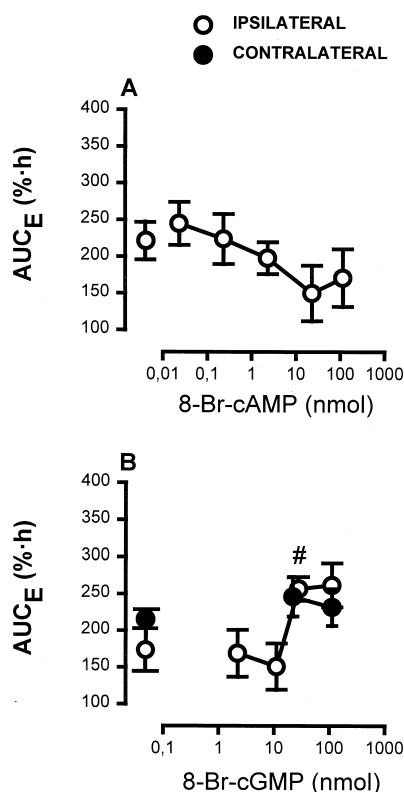 IPSILATERAL
CONTRALATERAL
A
400
350
300
250
200
150
100
AUCE (%·h)
0,01 0,1 1 10 100 1000
8-Br-cAMP (nmol)
B
400
350
300
250
200
150
100
AUCE (%·h)
#
0,1 1 10 100 1000
8-Br-cGMP (nmol)